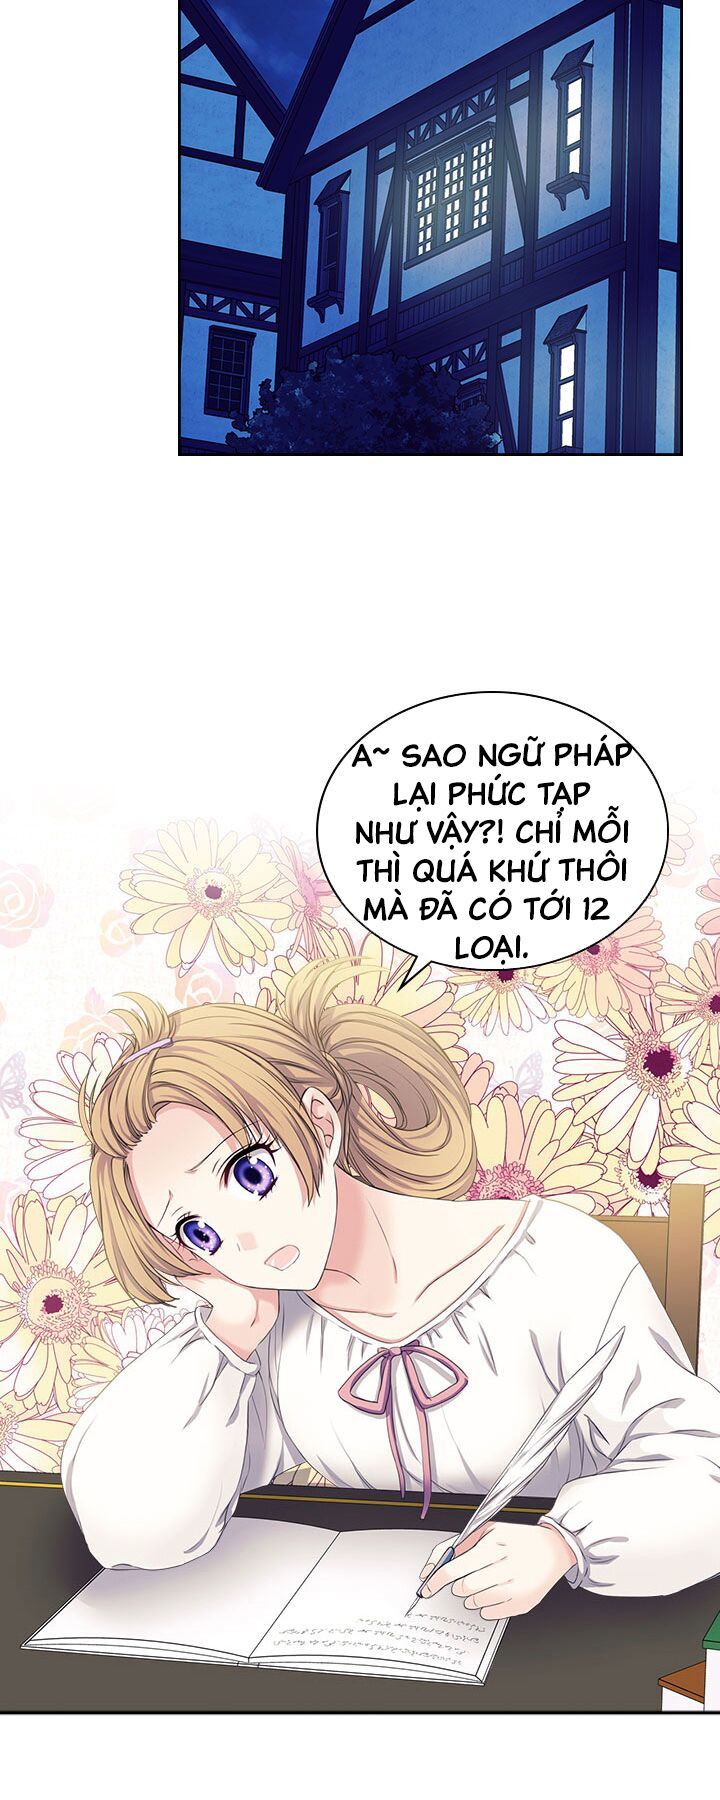 A~ SAO NGỮ PHÁP
LẠI PHỨC TẠP
NHƯ VẬY?! CHỈ MỖI
THÌ QUÁ KHỨ THÔI
MÀ ĐÃ CÓ TỚI 12
LOẠI.